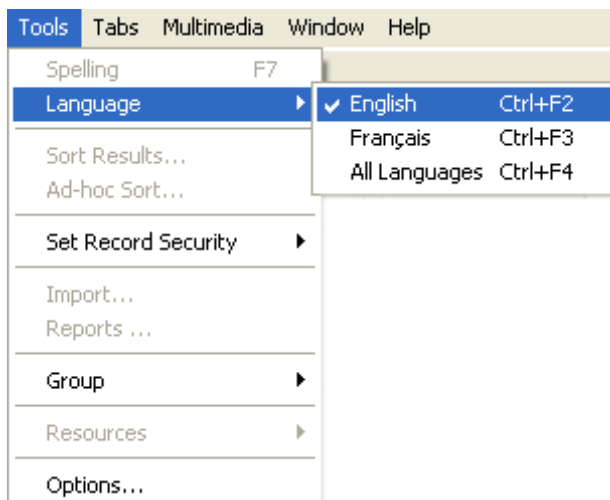 Tools Tabs Multimedia Window Help
Spelling F7
Language
English Ctrl+F2
Français Ctrl+F3
All Languages Ctrl+F4
Sort Results...
Ad-hoc Sort...
Set Record Security
Import...
Reports ...
Group
Resources
Options...